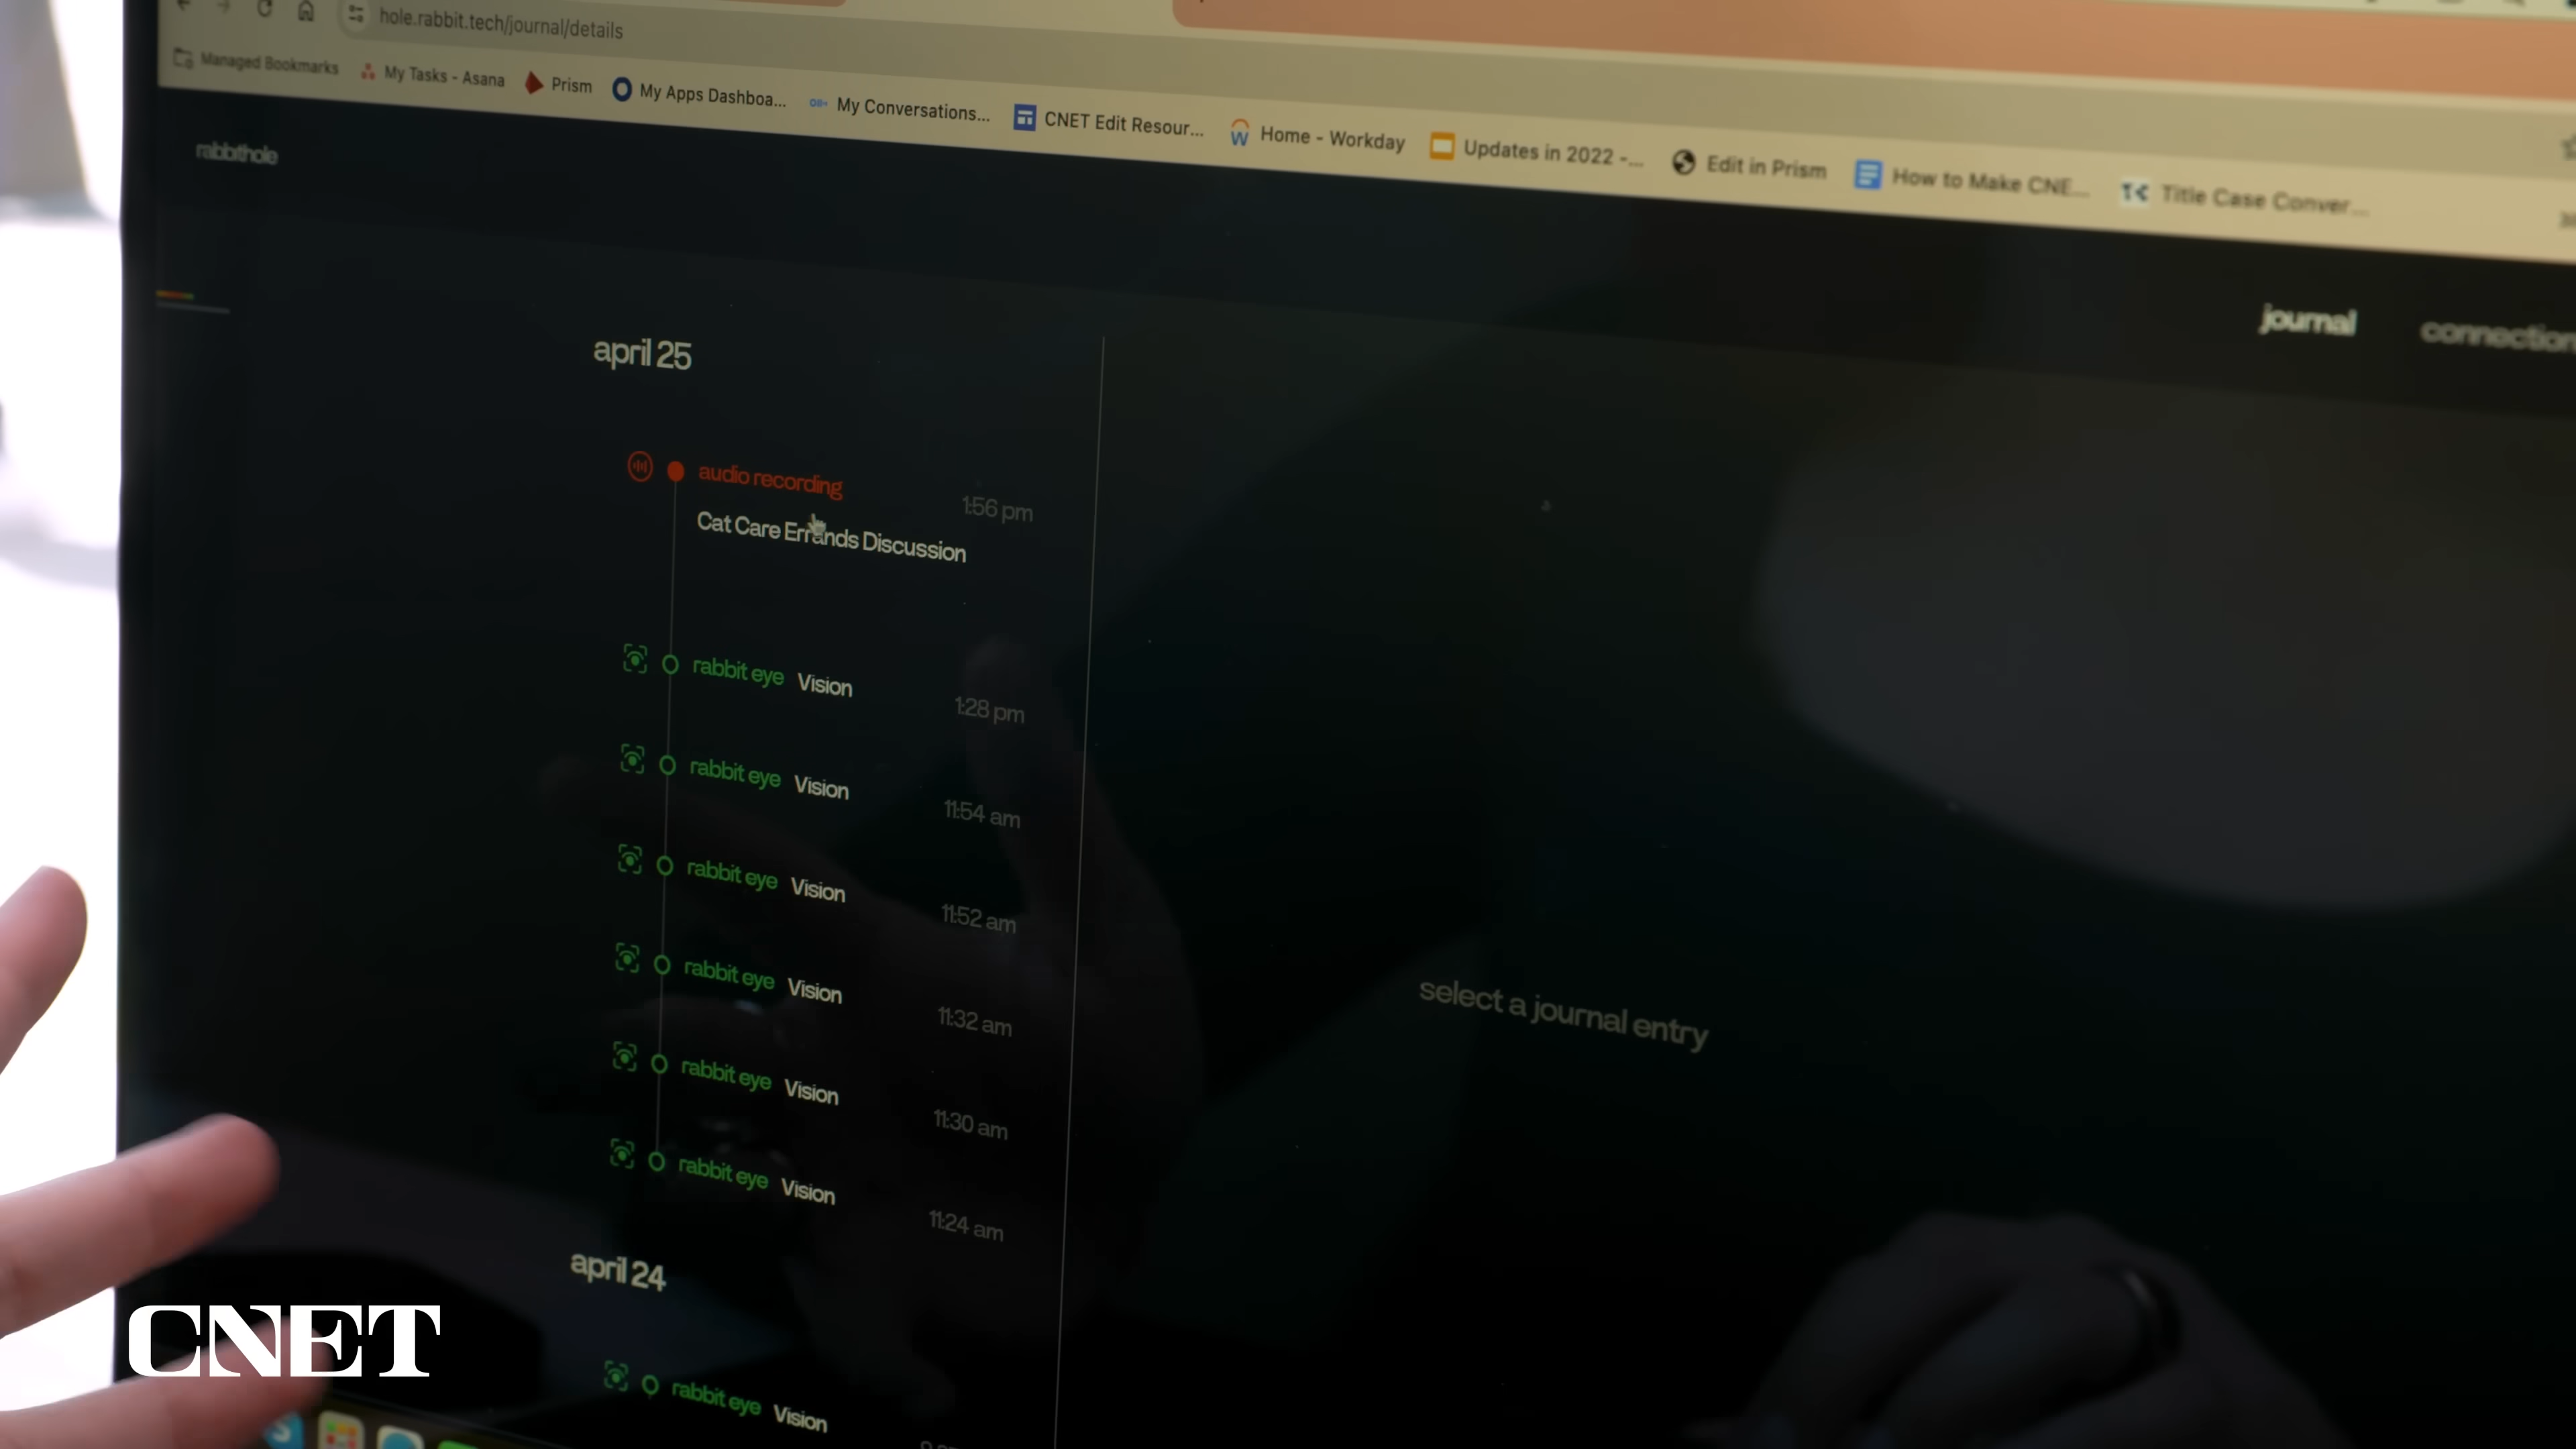 hole.rabbit.tech/journal/details
Managed Bookmarks My Tasks - Asana Prism My Apps Dashboa... My Conversations... CNET Edit Resour... Home - Workday Updates in 2022 -... Edit in Prism How to Make CNE... Title Case Conver...
rabbithole
journal connection
april 25
audio recording 1:56 pm
Cat Care Errands Discussion
rabbit eye Vision 1:28 pm
rabbit eye Vision 11:54 am
rabbit eye Vision 11:52 am
rabbit eye Vision 11:32 am
rabbit eye Vision 11:30 am
rabbit eye Vision 11:24 am
april 24
rabbit eye Vision
select a journal entry
CNET